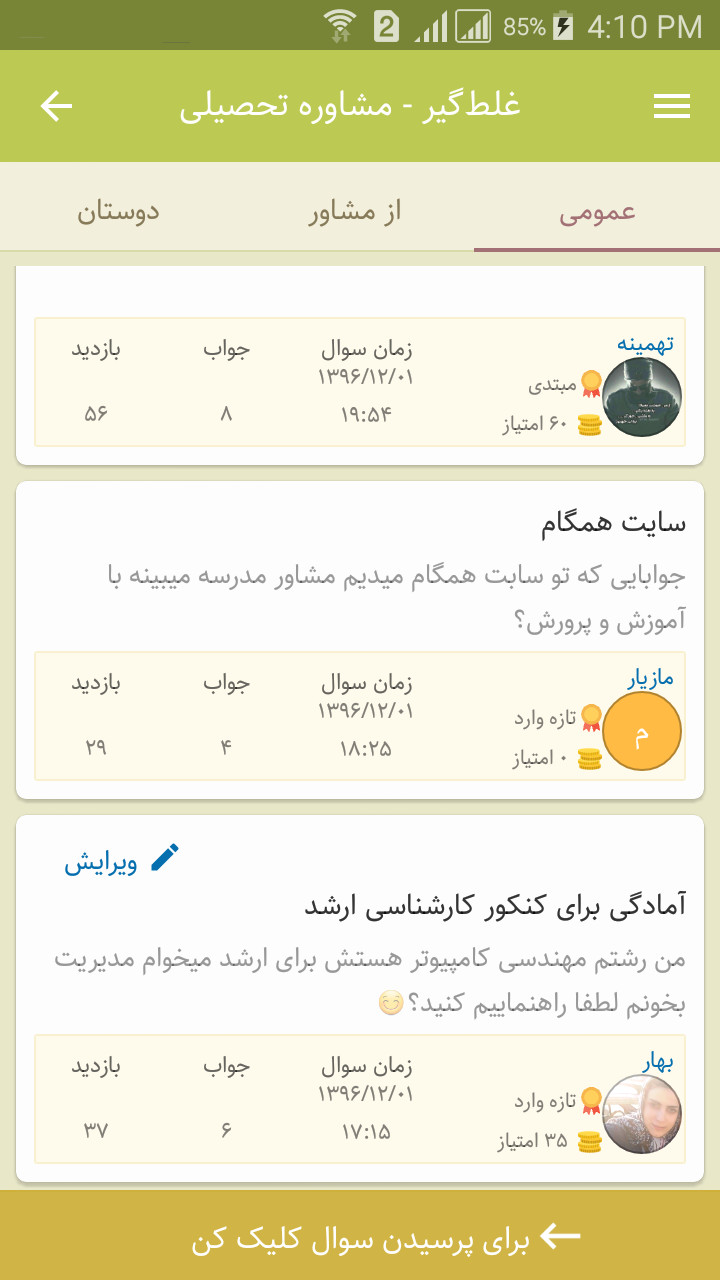 2 85% 4:10 PM
غلط‌گیر - مشاوره تحصیلی
عمومی از مشاور دوستان
تهمینه
زمان سوال جواب بازدید
مبتدی ۱۳۹۶/۱۲/۰۱
۶۰ امتیاز ۱۹:۵۴ ۸ ۵۶
سایت همگام
جوابایی که تو سابت همگام میدیم مشاور مدرسه میبینه با
آموزش و پرورش؟
مازیار
م
زمان سوال جواب بازدید
تازه وارد ۱۳۹۶/۱۲/۰۱
۰ امتیاز ۱۸:۲۵ ۴ ۲۹
ویرایش
آمادگی برای کنکور کارشناسی ارشد
من رشتم مهندسی کامپیوتر هستش برای ارشد میخوام مدیریت
بخونم لطفا راهنماییم کنید؟😊
بهار
زمان سوال جواب بازدید
تازه وارد ۱۳۹۶/۱۲/۰۱
۳۵ امتیاز ۱۷:۱۵ ۶ ۳۷
برای پرسیدن سوال کلیک کن